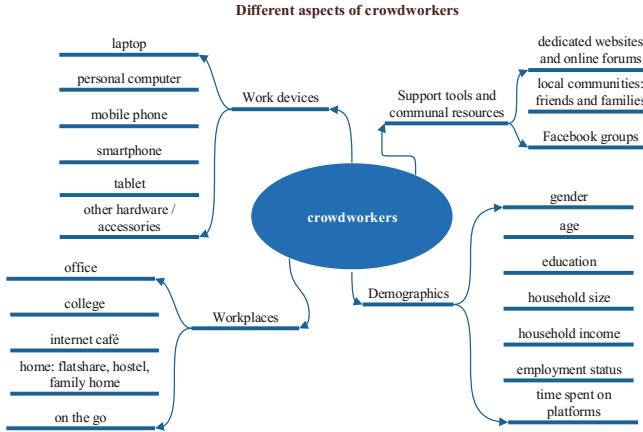 Different aspects of crowdworkers
laptop
personal computer
mobile phone
smartphone
tablet
other hardware /
accessories
Work devices
Support tools and
communal resources
dedicated websites
and online forums
local communities:
friends and families
Facebook groups
crowdworkers
office
college
internet café
home: flatshare, hostel,
family home
on the go
Workplaces
Demographics
gender
age
education
household size
household income
employment status
time spent on
platforms